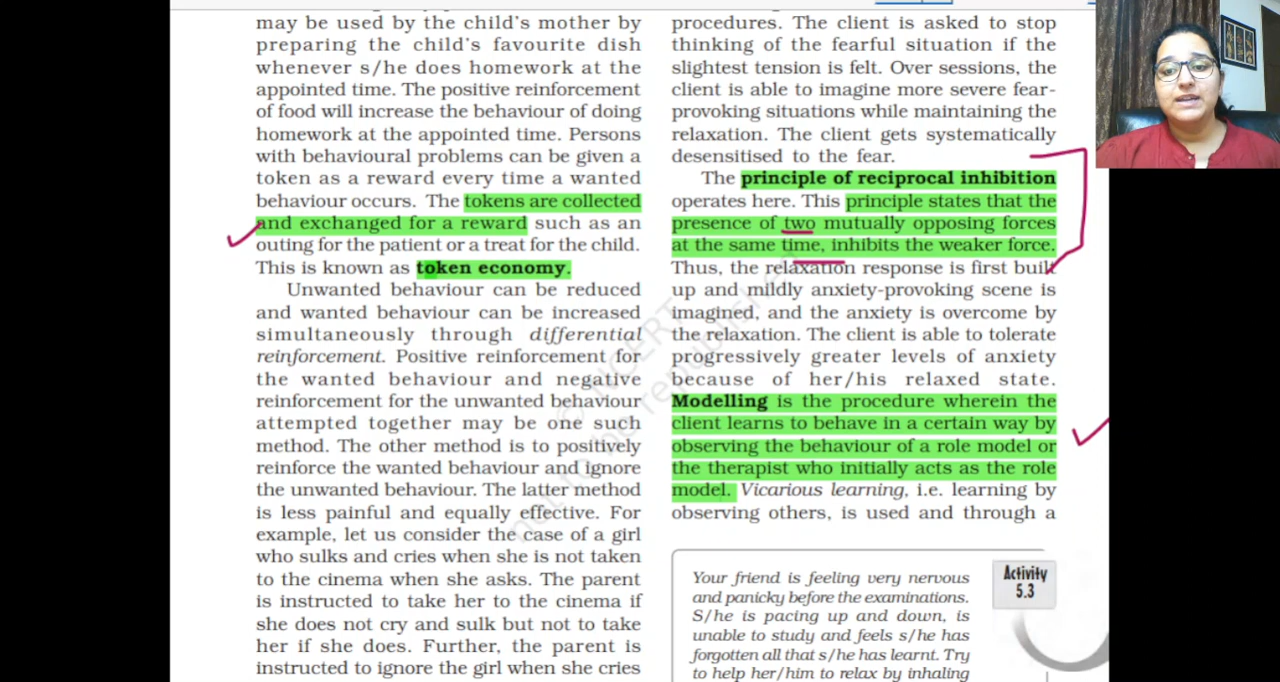 may be used by the child's mother by
preparing the child's favourite dish
whenever s/he does homework at the
appointed time. The positive reinforcement
of food will increase the behaviour of doing
homework at the appointed time. Persons
with behavioural problems can be given a
token as a reward every time a wanted
behaviour occurs. The tokens are collected
and exchanged for a reward such as an
outing for the patient or a treat for the child.
This is known as token economy.
Unwanted behaviour can be reduced
and wanted behaviour can be increased
simultaneously through differential
reinforcement. Positive reinforcement for
the wanted behaviour and negative
reinforcement for the unwanted behaviour
attempted together may be one such
method. The other method is to positively
reinforce the wanted behaviour and ignore
the unwanted behaviour. The latter method
is less painful and equally effective. For
example, let us consider the case of a girl
who sulks and cries when she is not taken
to the cinema when she asks. The parent
is instructed to take her to the cinema if
she does not cry and sulk but not to take
her if she does. Further, the parent is
instructed to ignore the girl when she cries
procedures. The client is asked to stop
thinking of the fearful situation if the
slightest tension is felt. Over sessions, the
client is able to imagine more severe fear-
provoking situations while maintaining the
relaxation. The client gets systematically
desensitised to the fear.
The principle of reciprocal inhibition
operates here. This principle states that the
presence of two mutually opposing forces
at the same time, inhibits the weaker force.
Thus, the relaxation response is first built
up and mildly anxiety-provoking scene is
imagined, and the anxiety is overcome by
the relaxation. The client is able to tolerate
progressively greater levels of anxiety
because of her/his relaxed state.
Modelling is the procedure wherein the
client learns to behave in a certain way by
observing the behaviour of a role model or
the therapist who initially acts as the role
model. Vicarious learning, i.e. learning by
observing others, is used and through a
Your friend is feeling very nervous
and panicky before the examinations.
S/he is pacing up and down, is
unable to study and feels s/he has
forgotten all that s/he has learnt. Try
to help her/him to relax by inhaling
Activity
5.3
© NCERT
not to be republished